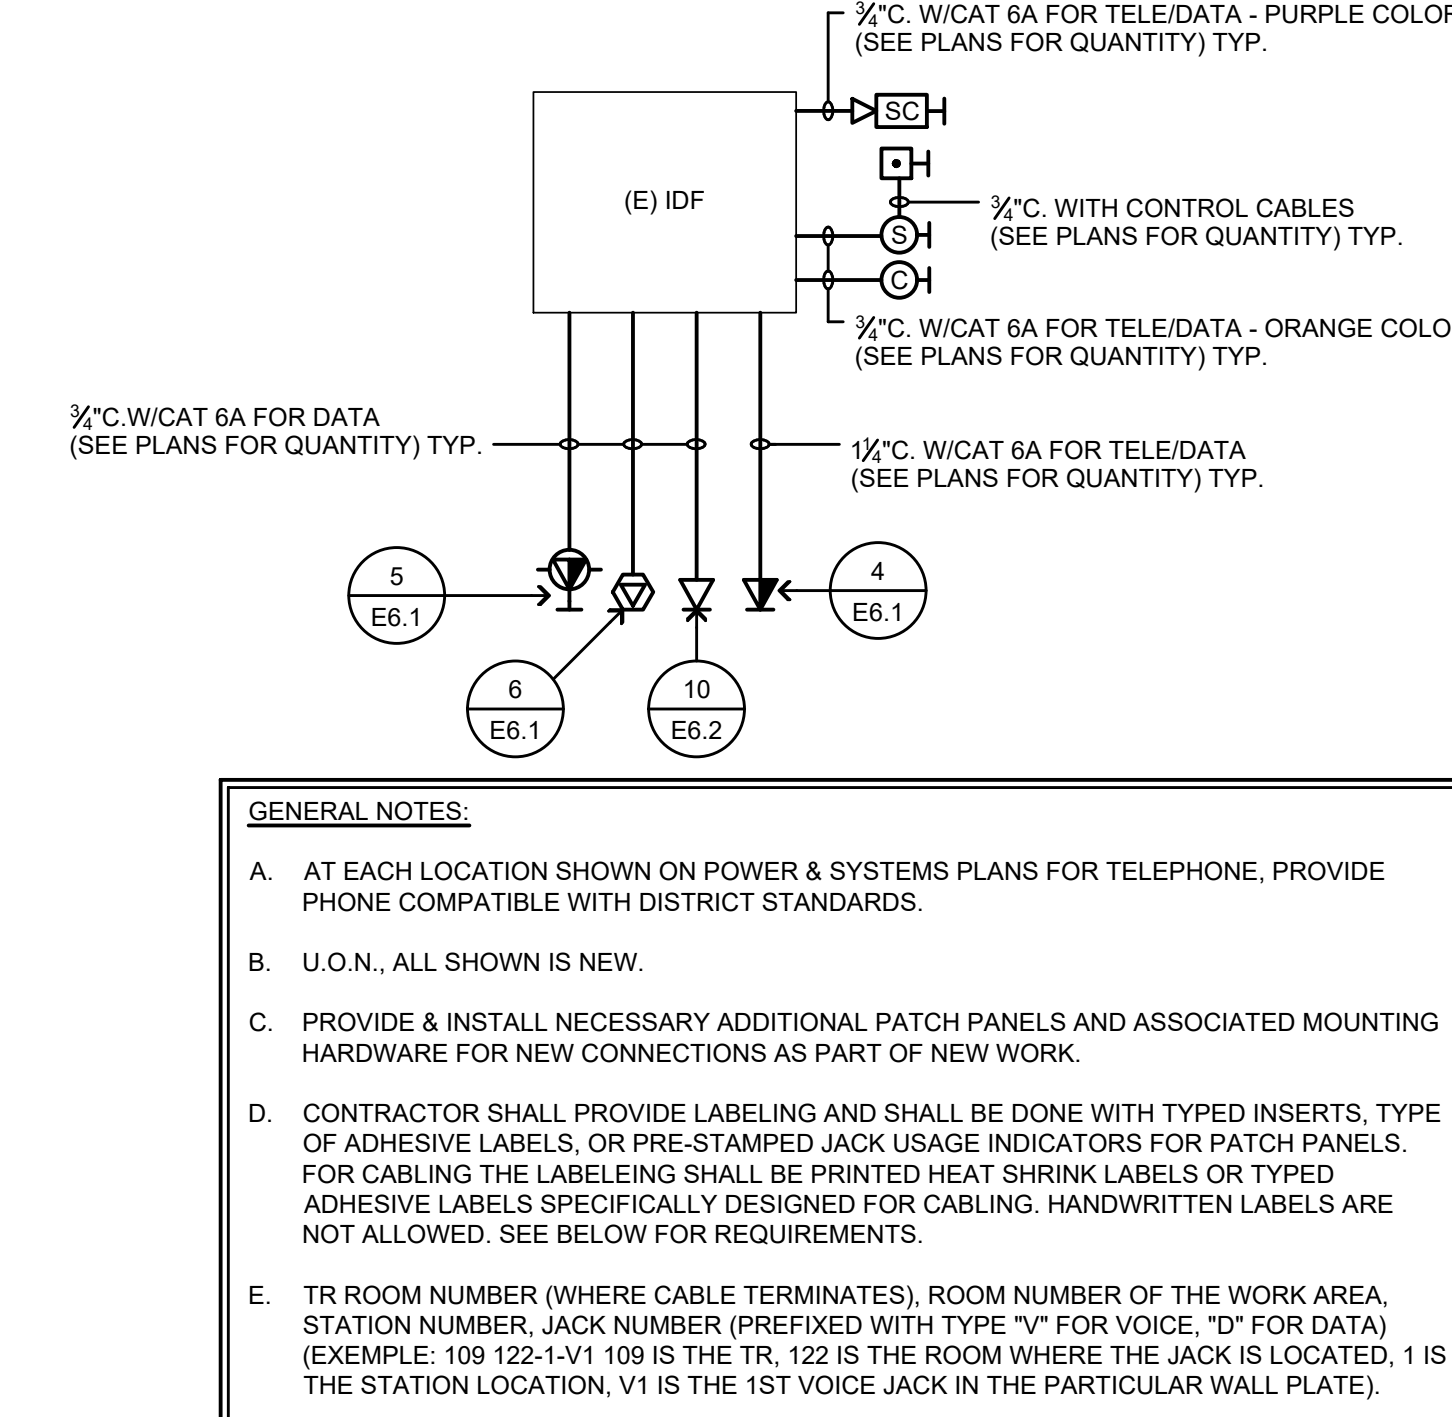 ¾"C. W/CAT 6A FOR TELE/DATA - PURPLE COLOR
(SEE PLANS FOR QUANTITY) TYP.
SC
(E) IDF
¾"C. WITH CONTROL CABLES
(SEE PLANS FOR QUANTITY) TYP.
S
C
¾"C. W/CAT 6A FOR TELE/DATA - ORANGE COLO
(SEE PLANS FOR QUANTITY) TYP.
¾"C.W/CAT 6A FOR DATA
(SEE PLANS FOR QUANTITY) TYP.
1¼"C. W/CAT 6A FOR TELE/DATA
(SEE PLANS FOR QUANTITY) TYP.
5
E6.1
4
E6.1
6
E6.1
10
E6.2
GENERAL NOTES:
A. AT EACH LOCATION SHOWN ON POWER & SYSTEMS PLANS FOR TELEPHONE, PROVIDE
PHONE COMPATIBLE WITH DISTRICT STANDARDS.
B. U.O.N., ALL SHOWN IS NEW.
C. PROVIDE & INSTALL NECESSARY ADDITIONAL PATCH PANELS AND ASSOCIATED MOUNTING
HARDWARE FOR NEW CONNECTIONS AS PART OF NEW WORK.
D. CONTRACTOR SHALL PROVIDE LABELING AND SHALL BE DONE WITH TYPED INSERTS, TYPE
OF ADHESIVE LABELS, OR PRE-STAMPED JACK USAGE INDICATORS FOR PATCH PANELS.
FOR CABLING THE LABELEING SHALL BE PRINTED HEAT SHRINK LABELS OR TYPED
ADHESIVE LABELS SPECIFICALLY DESIGNED FOR CABLING. HANDWRITTEN LABELS ARE
NOT ALLOWED. SEE BELOW FOR REQUIREMENTS.
E. TR ROOM NUMBER (WHERE CABLE TERMINATES), ROOM NUMBER OF THE WORK AREA,
STATION NUMBER, JACK NUMBER (PREFIXED WITH TYPE "V" FOR VOICE, "D" FOR DATA)
(EXEMPLE: 109 122-1-V1 109 IS THE TR, 122 IS THE ROOM WHERE THE JACK IS LOCATED, 1 IS
THE STATION LOCATION, V1 IS THE 1ST VOICE JACK IN THE PARTICULAR WALL PLATE).